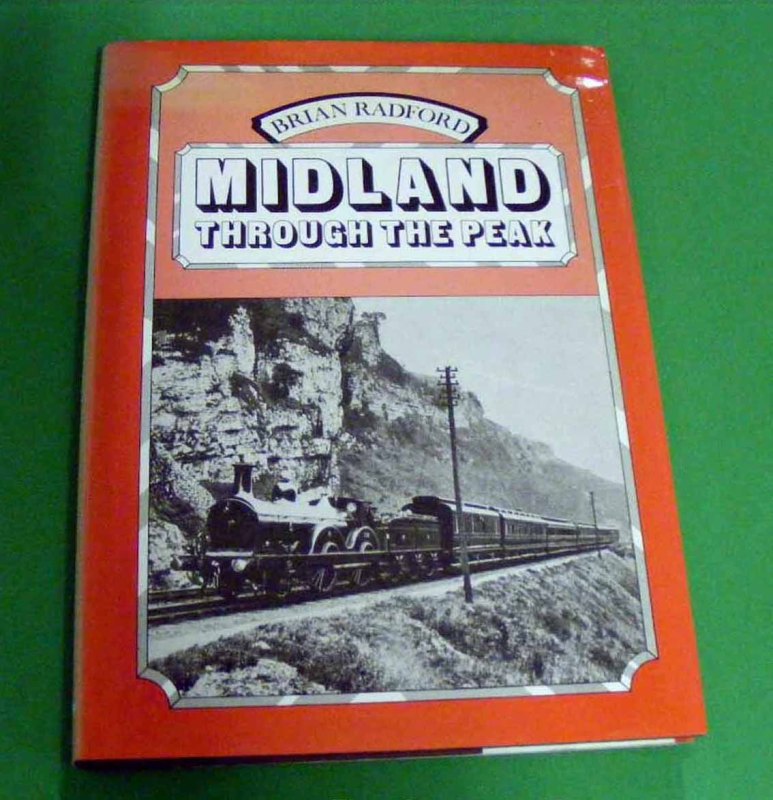 BRIAN RADFORD
MIDLAND
THROUGH THE PEAK